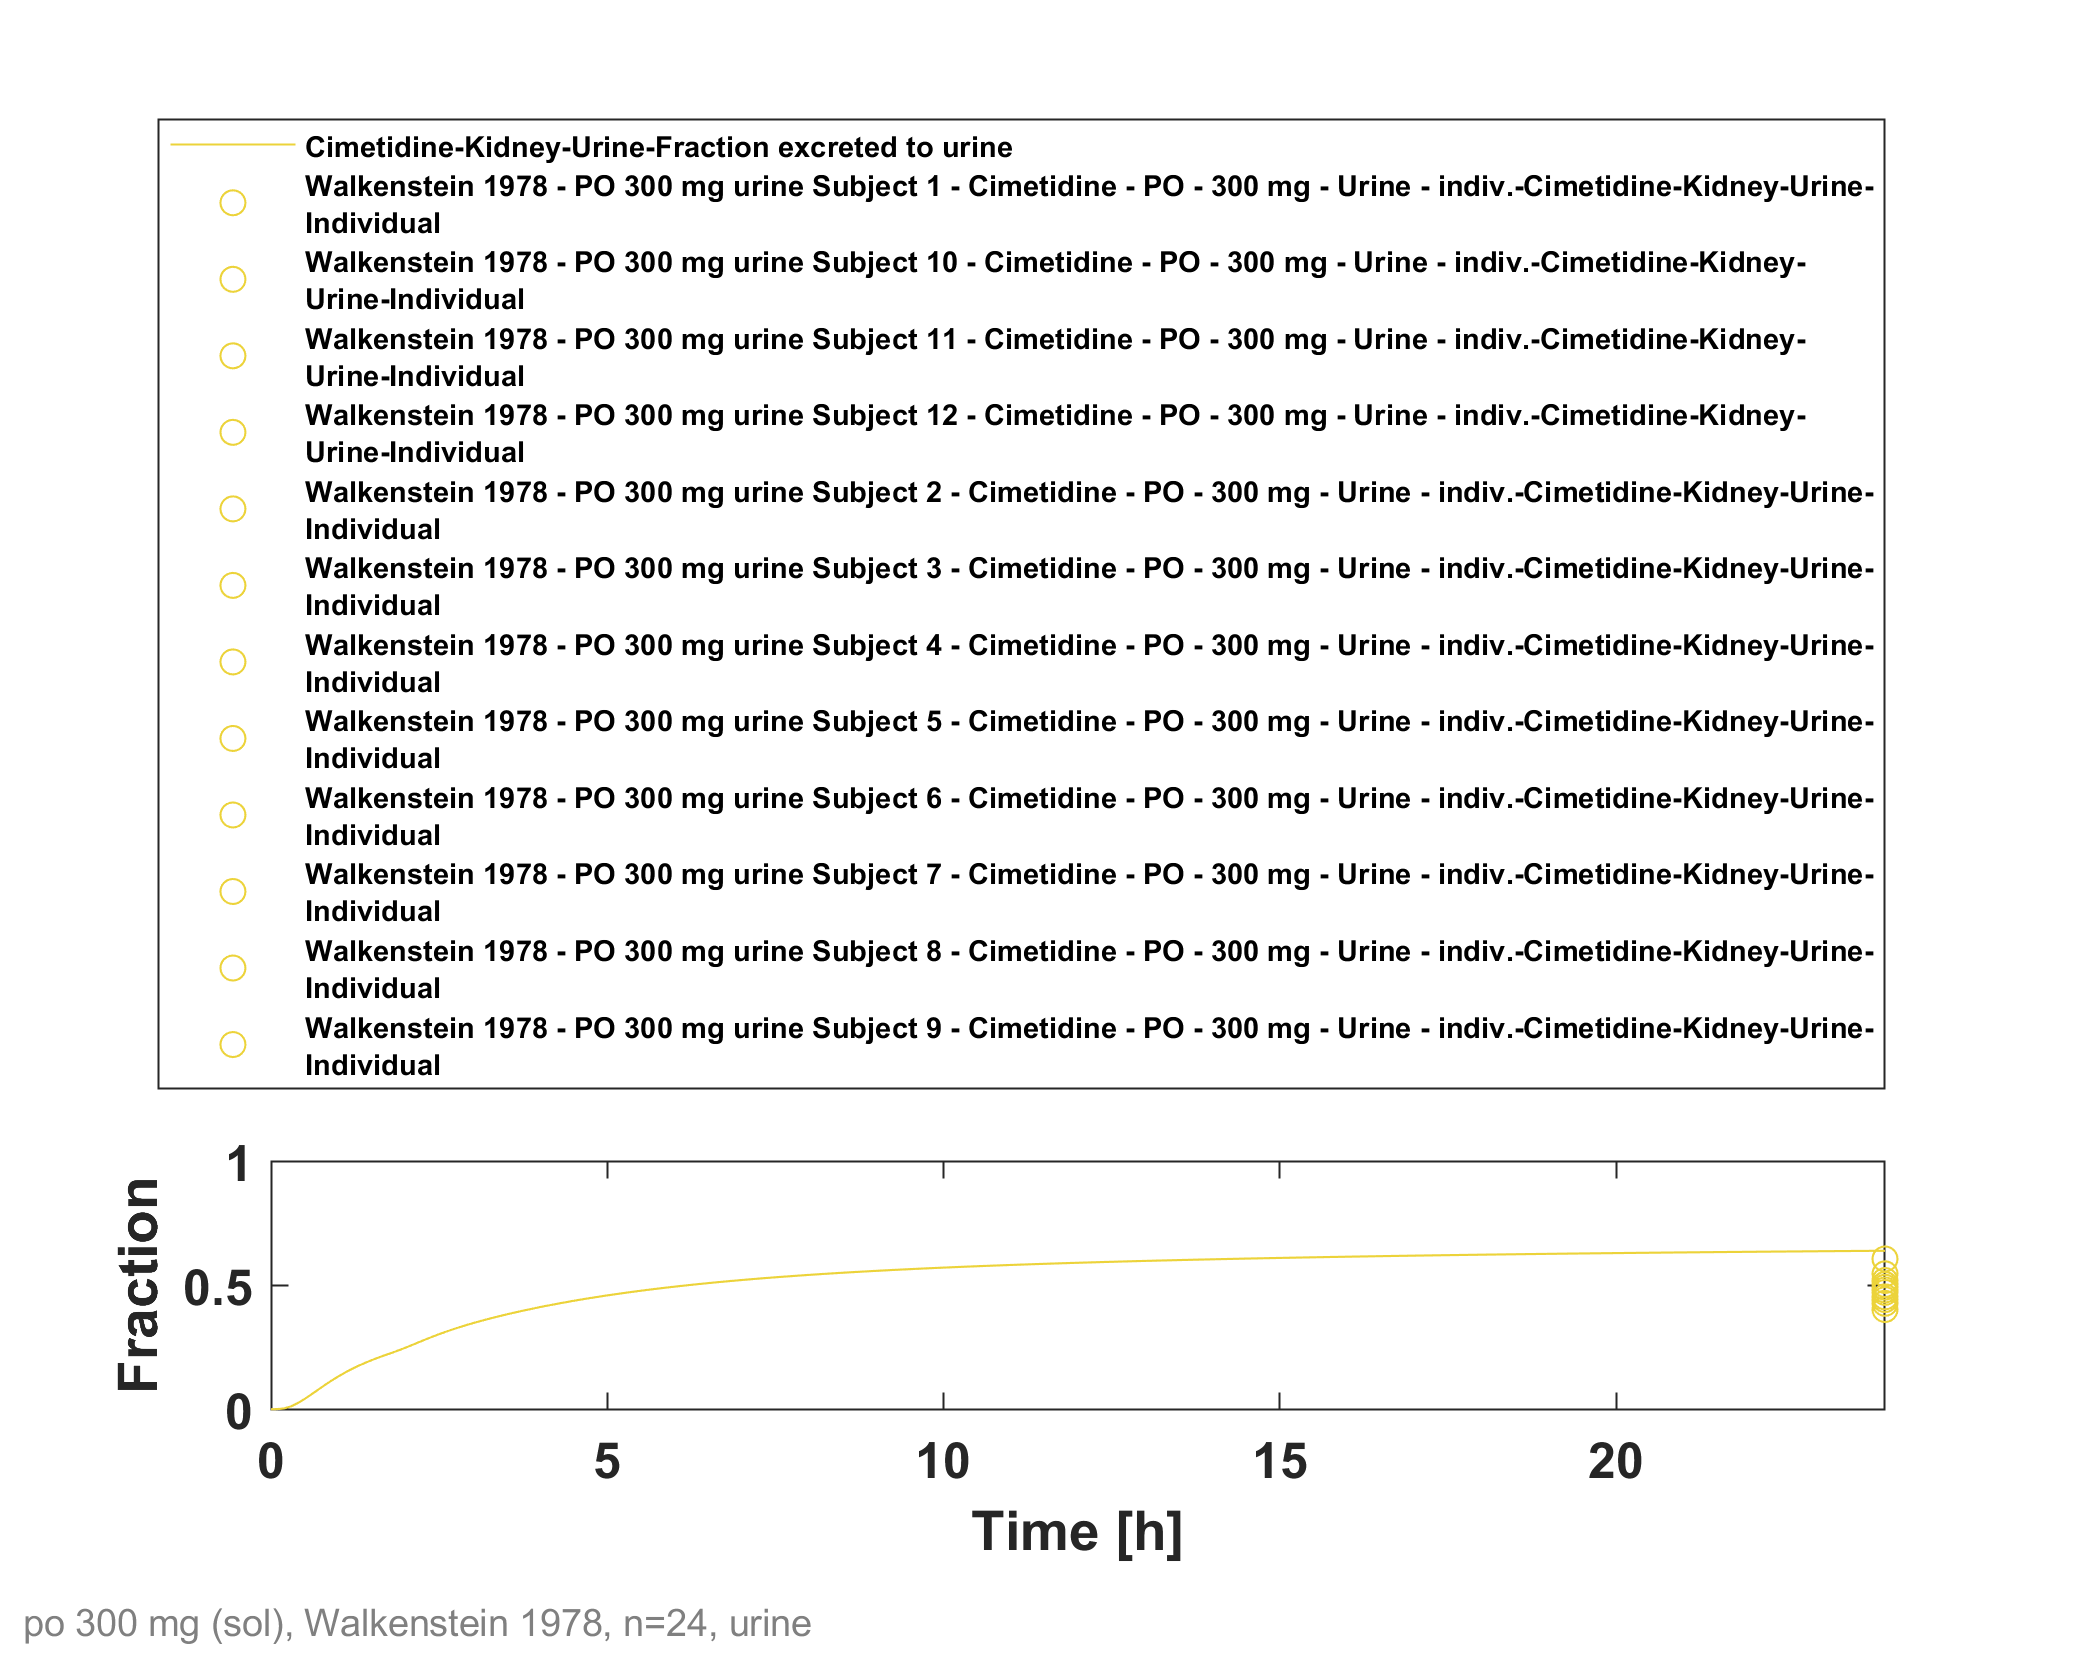 Cimetidine-Kidney-Urine-Fraction excreted to urine
Walkenstein 1978 - PO 300 mg urine Subject 1 - Cimetidine - PO - 300 mg - Urine - indiv.-Cimetidine-Kidney-Urine-
Individual
Walkenstein 1978 - PO 300 mg urine Subject 10 - Cimetidine - PO - 300 mg - Urine - indiv.-Cimetidine-Kidney-
Urine-Individual
Walkenstein 1978 - PO 300 mg urine Subject 11 - Cimetidine - PO - 300 mg - Urine - indiv.-Cimetidine-Kidney-
Urine-Individual
Walkenstein 1978 - PO 300 mg urine Subject 12 - Cimetidine - PO - 300 mg - Urine - indiv.-Cimetidine-Kidney-
Urine-Individual
Walkenstein 1978 - PO 300 mg urine Subject 2 - Cimetidine - PO - 300 mg - Urine - indiv.-Cimetidine-Kidney-Urine-
Individual
Walkenstein 1978 - PO 300 mg urine Subject 3 - Cimetidine - PO - 300 mg - Urine - indiv.-Cimetidine-Kidney-Urine-
Individual
Walkenstein 1978 - PO 300 mg urine Subject 4 - Cimetidine - PO - 300 mg - Urine - indiv.-Cimetidine-Kidney-Urine-
Individual
Walkenstein 1978 - PO 300 mg urine Subject 5 - Cimetidine - PO - 300 mg - Urine - indiv.-Cimetidine-Kidney-Urine-
Individual
Walkenstein 1978 - PO 300 mg urine Subject 6 - Cimetidine - PO - 300 mg - Urine - indiv.-Cimetidine-Kidney-Urine-
Individual
Walkenstein 1978 - PO 300 mg urine Subject 7 - Cimetidine - PO - 300 mg - Urine - indiv.-Cimetidine-Kidney-Urine-
Individual
Walkenstein 1978 - PO 300 mg urine Subject 8 - Cimetidine - PO - 300 mg - Urine - indiv.-Cimetidine-Kidney-Urine-
Individual
Walkenstein 1978 - PO 300 mg urine Subject 9 - Cimetidine - PO - 300 mg - Urine - indiv.-Cimetidine-Kidney-Urine-
Individual
Fraction
1
0.5
0
0 5 10 15 20
Time [h]
po 300 mg (sol), Walkenstein 1978, n=24, urine